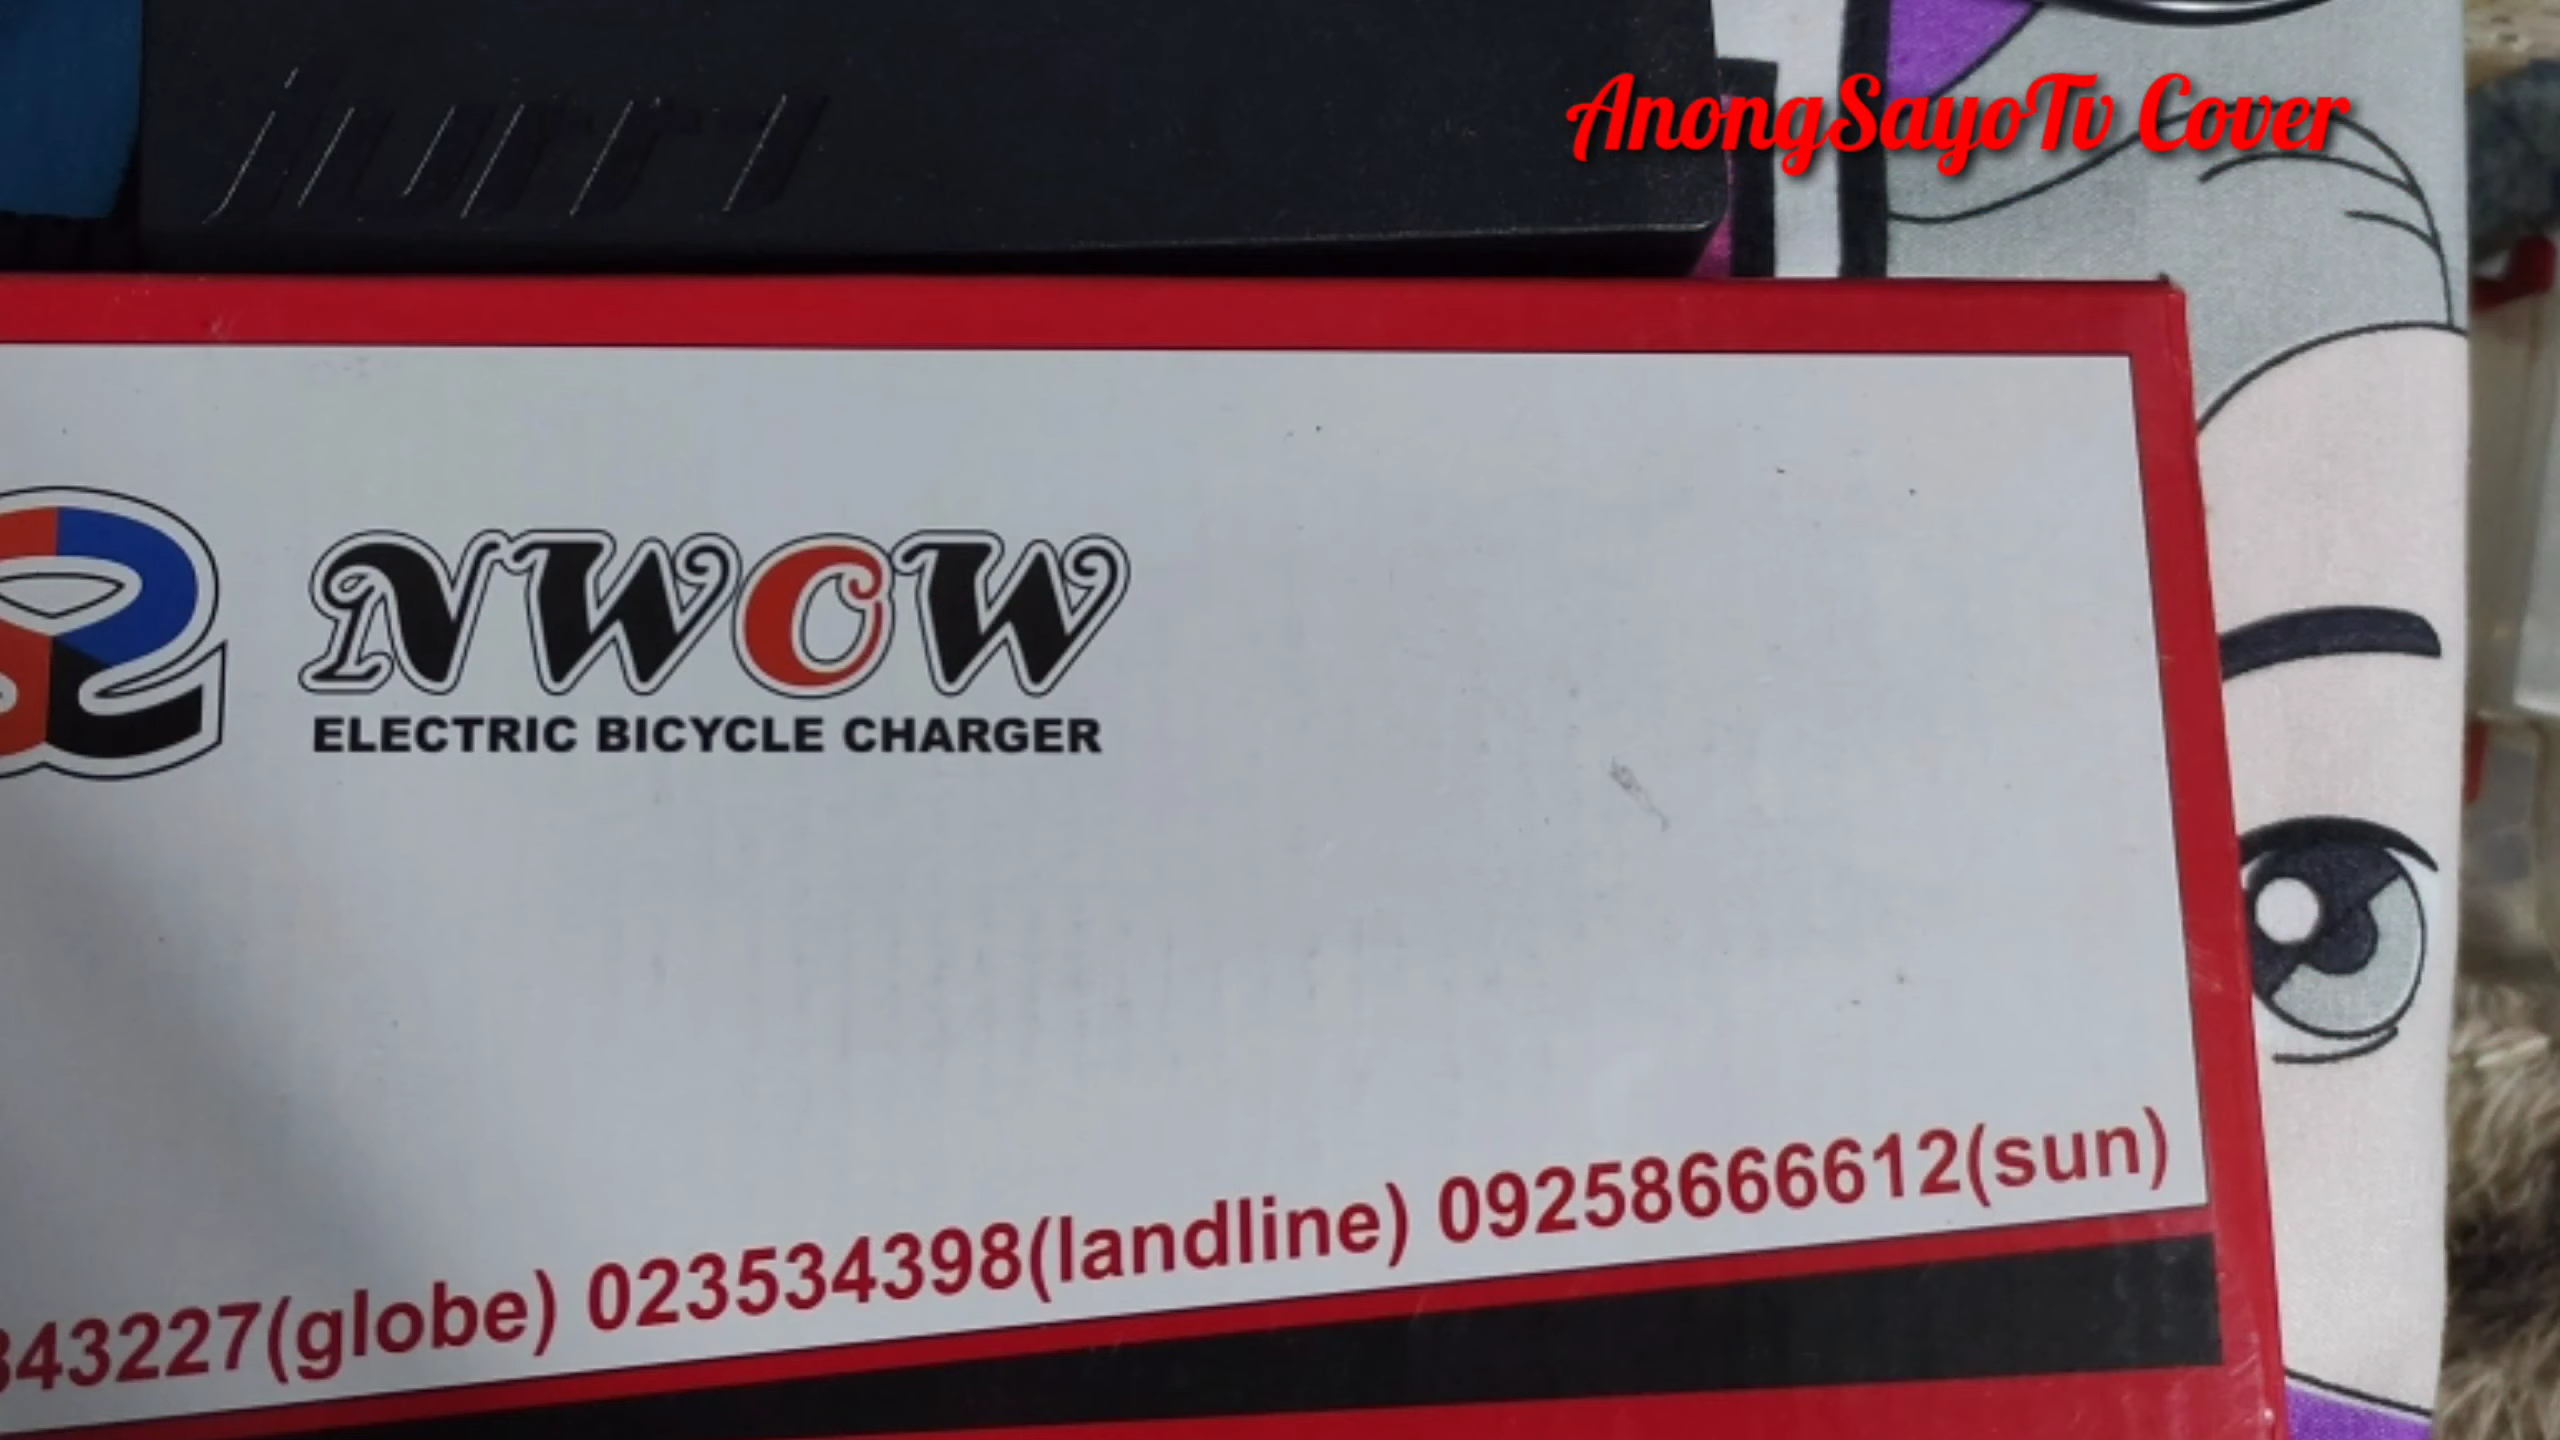 AnongSayoTv Cover
NWOW
ELECTRIC BICYCLE CHARGER
343227(globe) 023534398(landline) 09258666612(sun)